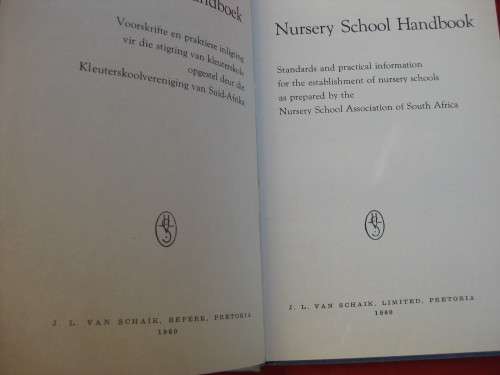 ndboek
Voorskrifte en praktiese inligting
vir die stigting van kleuterskole
opgestel deur die
Kleuterskoolvereniging van Suid-Afrika
J. L. VAN SCHAIK, BEPERK, PRETORIA
1969
Nursery School Handbook
Standards and practical information
for the establishment of nursery schools
as prepared by the
Nursery School Association of South Africa
J. L. VAN SCHAIK, LIMITED, PRETORIA
1969